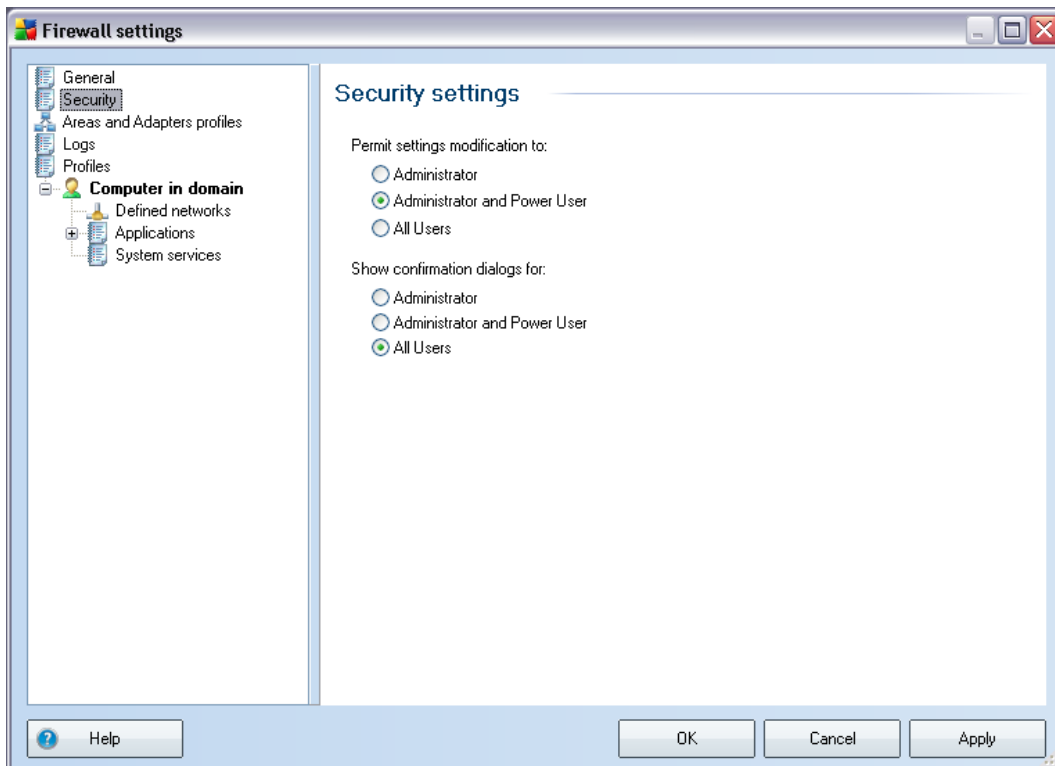 Firewall settings
General
Security
Areas and Adapters profiles
Logs
Profiles
Computer in domain
Defined networks
Applications
System services
Security settings
Permit settings modification to:
Administrator
Administrator and Power User
All Users
Show confirmation dialogs for:
Administrator
Administrator and Power User
All Users
Help
OK
Cancel
Apply